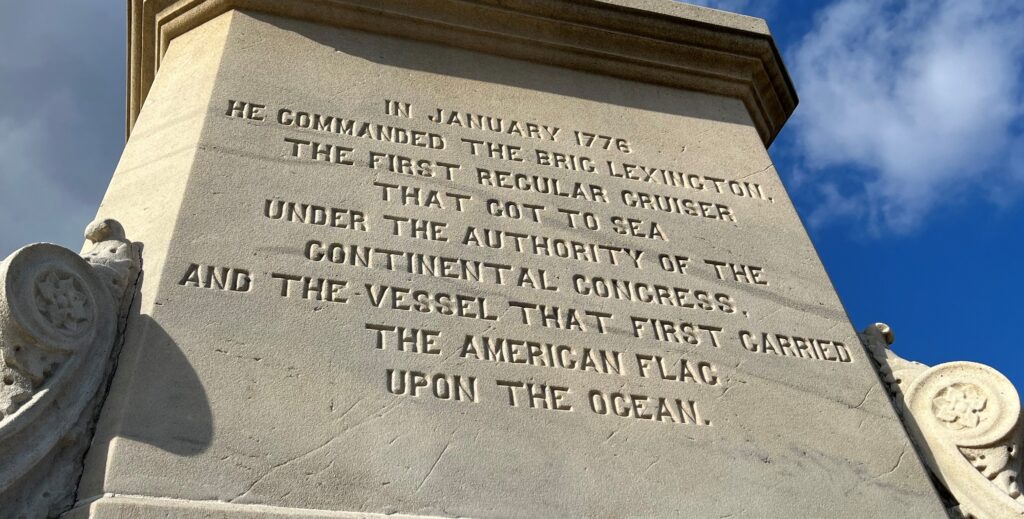 IN JANUARY 1776
HE COMMANDED THE BRIG LEXINGTON,
THE FIRST REGULAR CRUISER
THAT GOT TO SEA
UNDER THE AUTHORITY OF THE
CONTINENTAL CONGRESS,
AND THE VESSEL THAT FIRST CARRIED
THE AMERICAN FLAG
UPON THE OCEAN.